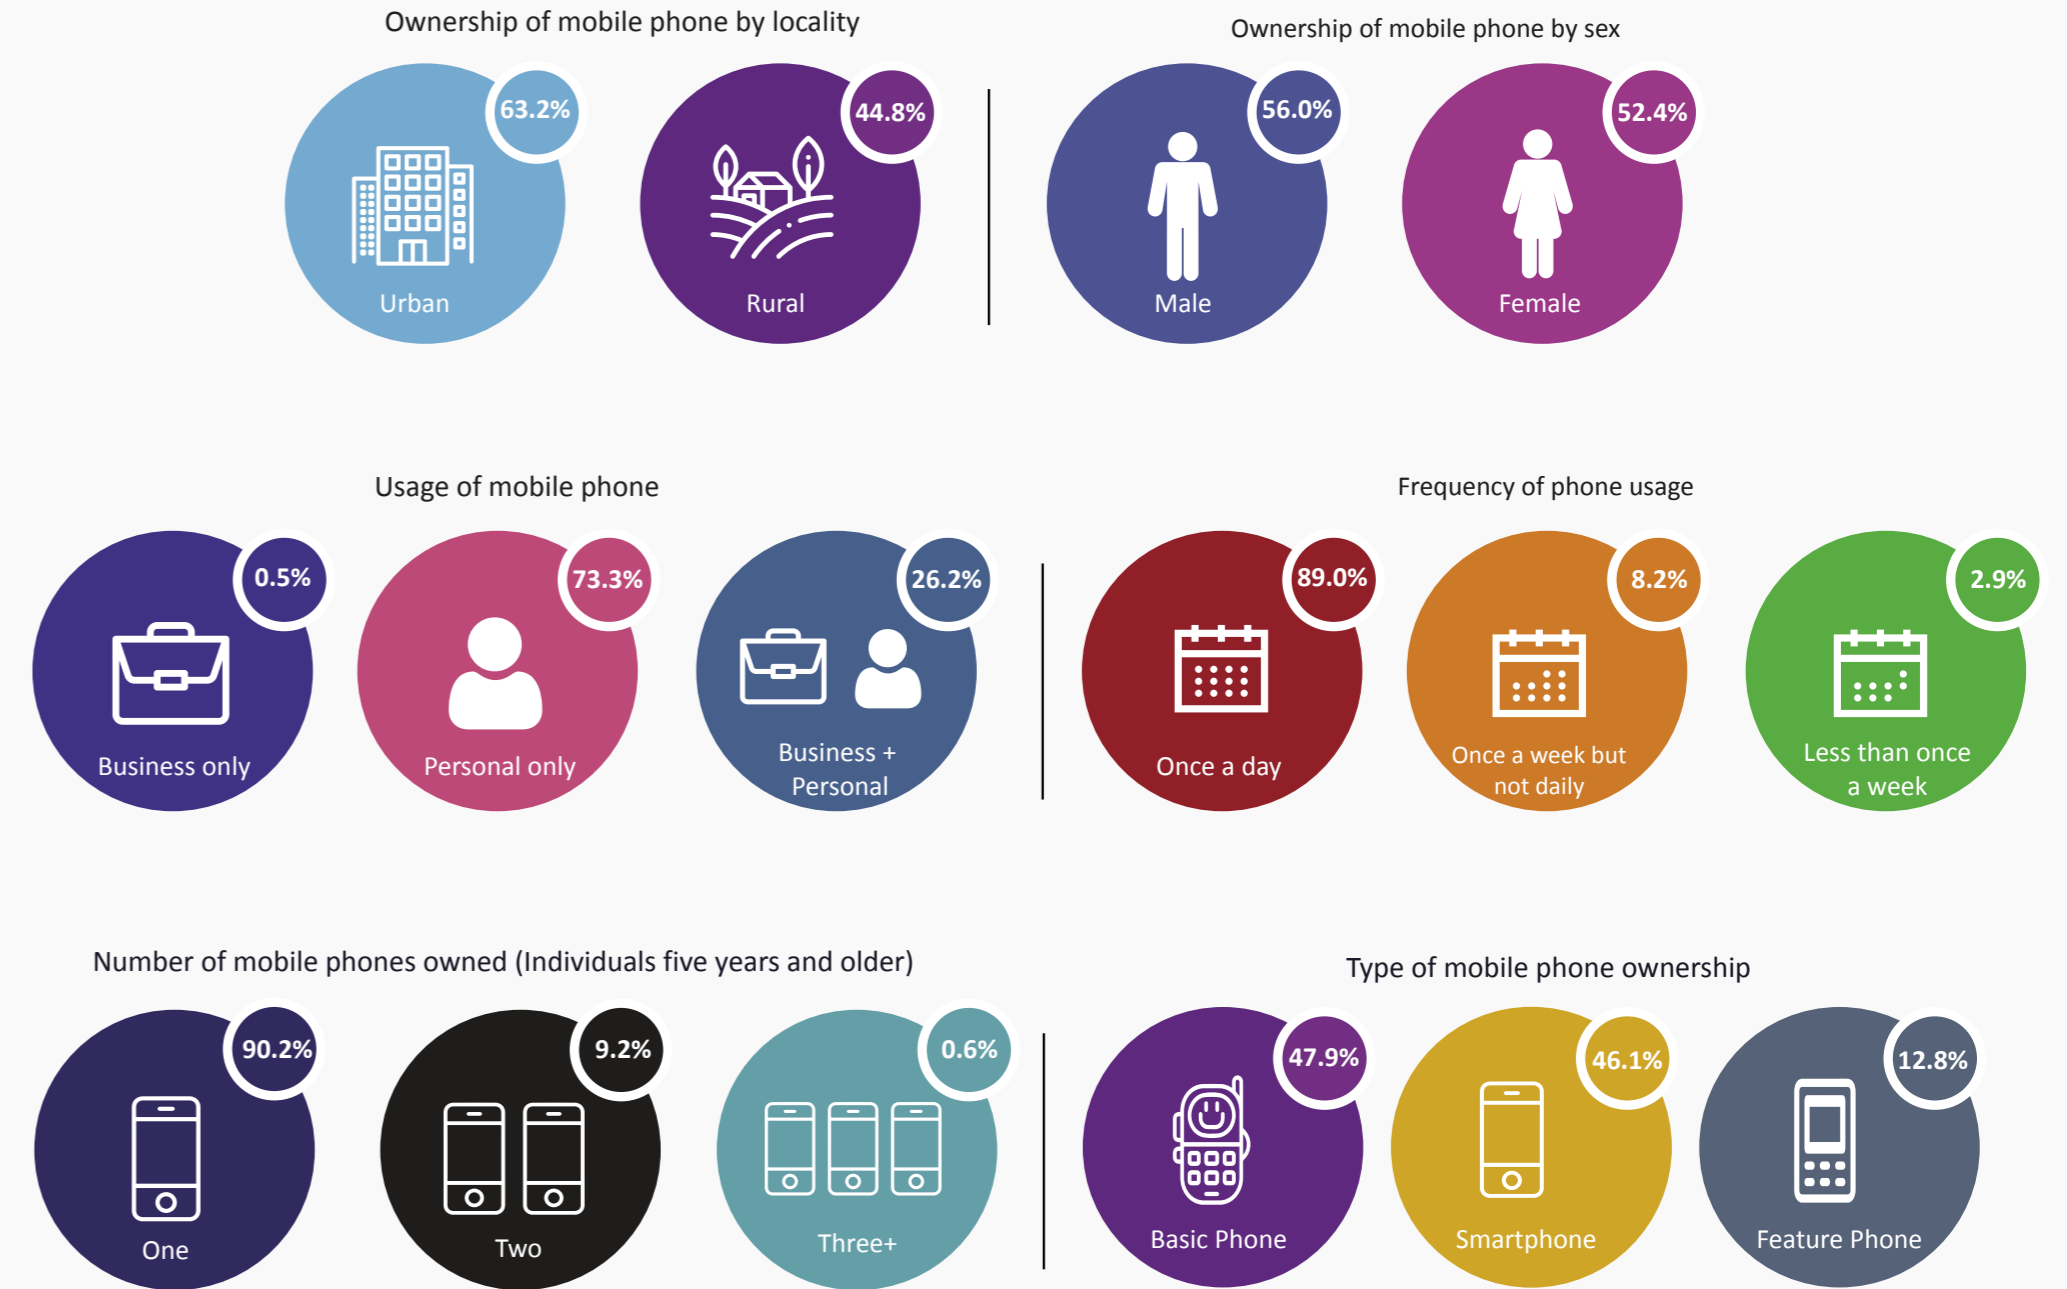 Ownership of mobile phone by locality
63.2%
Urban
44.8%
Rural
Ownership of mobile phone by sex
56.0%
Male
52.4%
Female
Usage of mobile phone
0.5%
Business only
73.3%
Personal only
26.2%
Business +
Personal
Frequency of phone usage
89.0%
Once a day
8.2%
Once a week but
not daily
2.9%
Less than once
a week
Number of mobile phones owned (Individuals five years and older)
90.2%
One
9.2%
Two
0.6%
Three+
Type of mobile phone ownership
47.9%
Basic Phone
46.1%
Smartphone
12.8%
Feature Phone